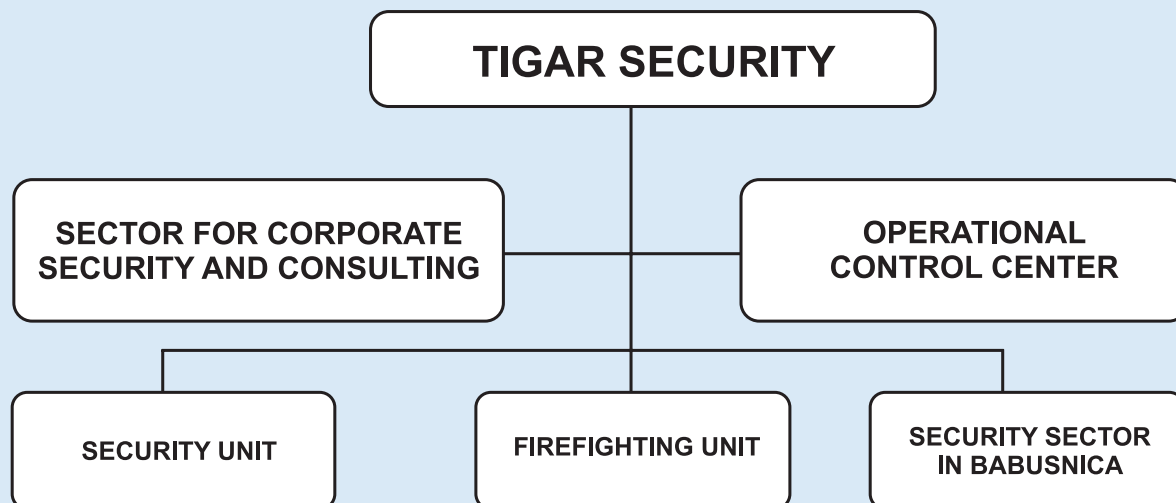 TIGAR SECURITY
SECTOR FOR CORPORATE
SECURITY AND CONSULTING
OPERATIONAL
CONTROL CENTER
SECURITY UNIT
FIREFIGHTING UNIT
SECURITY SECTOR
IN BABUSNICA